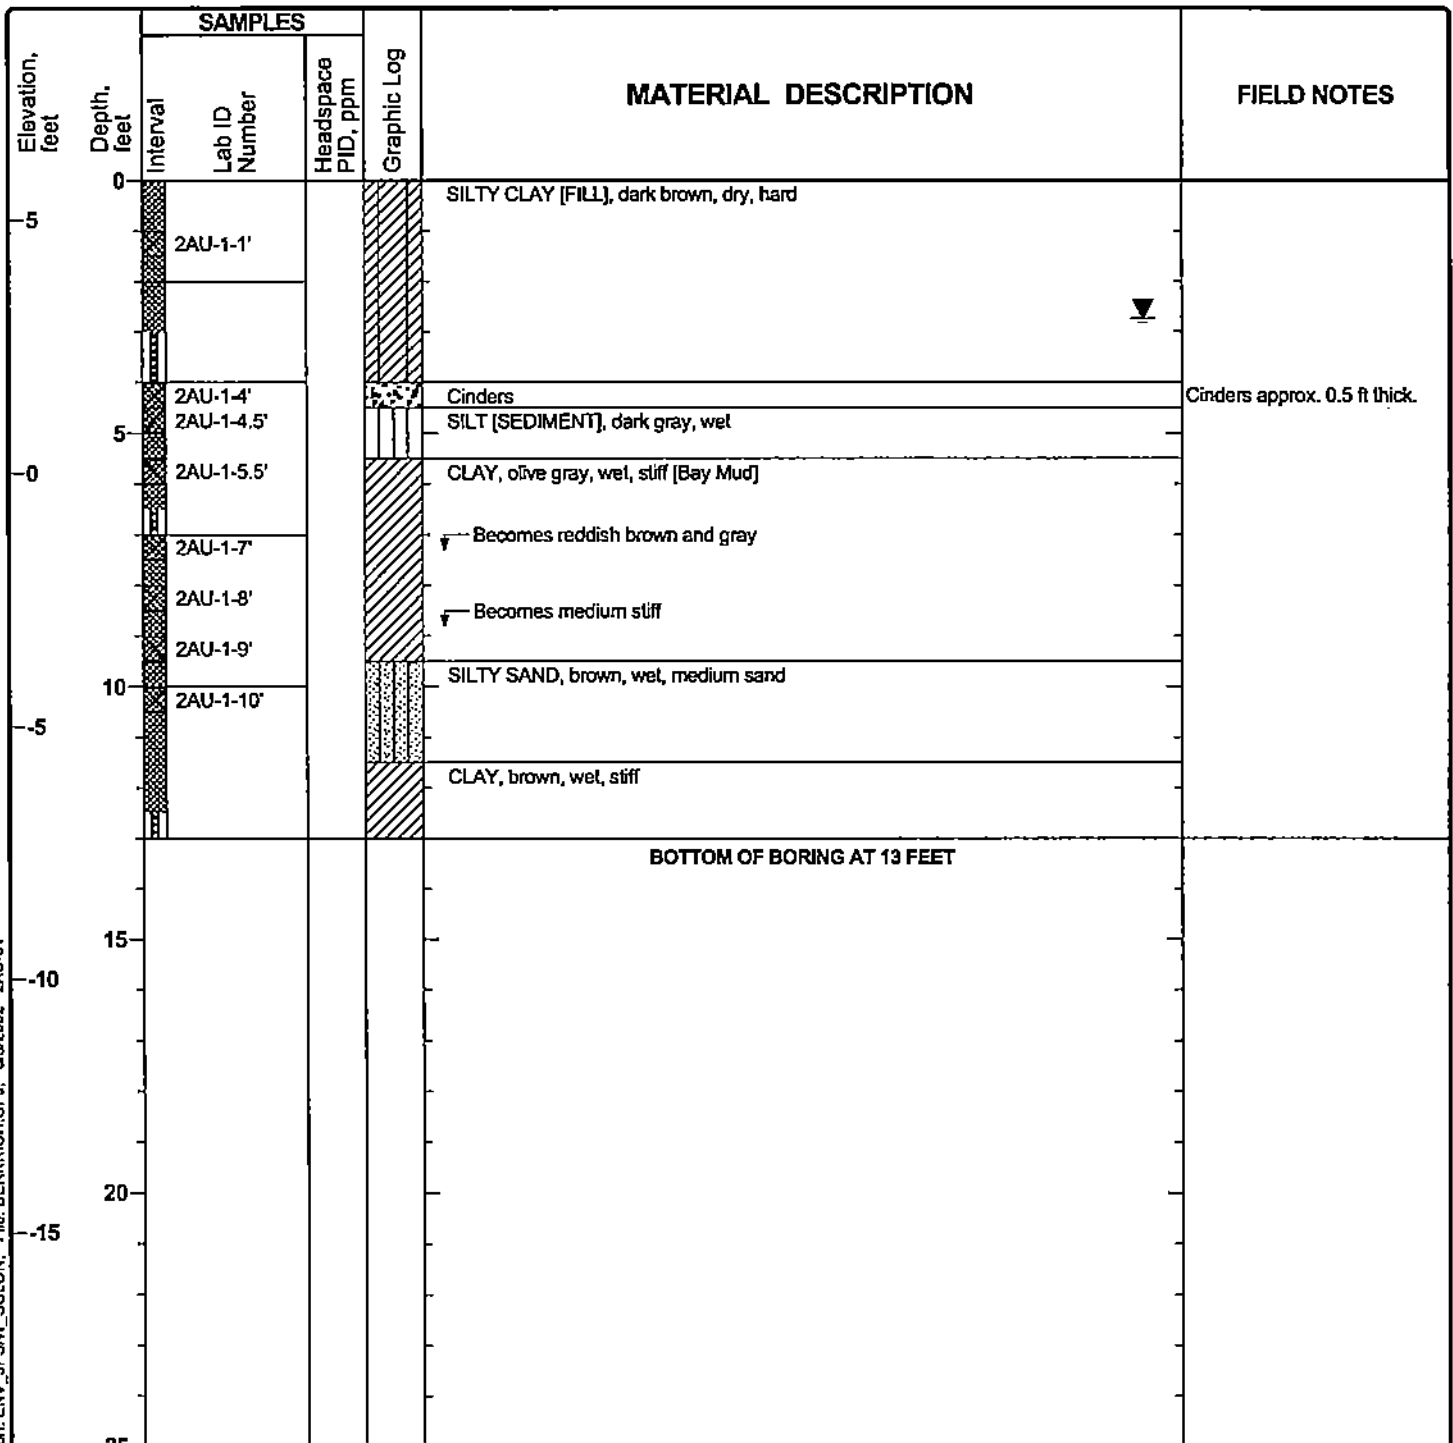 SAMPLES
Elevation, feet
Depth, feet
Interval
Lab ID Number
Headspace PID, ppm
Graphic Log
MATERIAL DESCRIPTION
FIELD NOTES
0
SILTY CLAY [FILL], dark brown, dry, hard
5
2AU-1-1'
2AU-1-4'
Cinders
Cinders approx. 0.5 ft thick.
2AU-1-4.5'
SILT [SEDIMENT], dark gray, wet
5
0
2AU-1-5.5'
CLAY, olive gray, wet, stiff [Bay Mud]
Becomes reddish brown and gray
2AU-1-7'
2AU-1-8'
Becomes medium stiff
2AU-1-9'
SILTY SAND, brown, wet, medium sand
10
2AU-1-10'
-5
CLAY, brown, wet, stiff
BOTTOM OF BORING AT 13 FEET
15
-10
20
-15